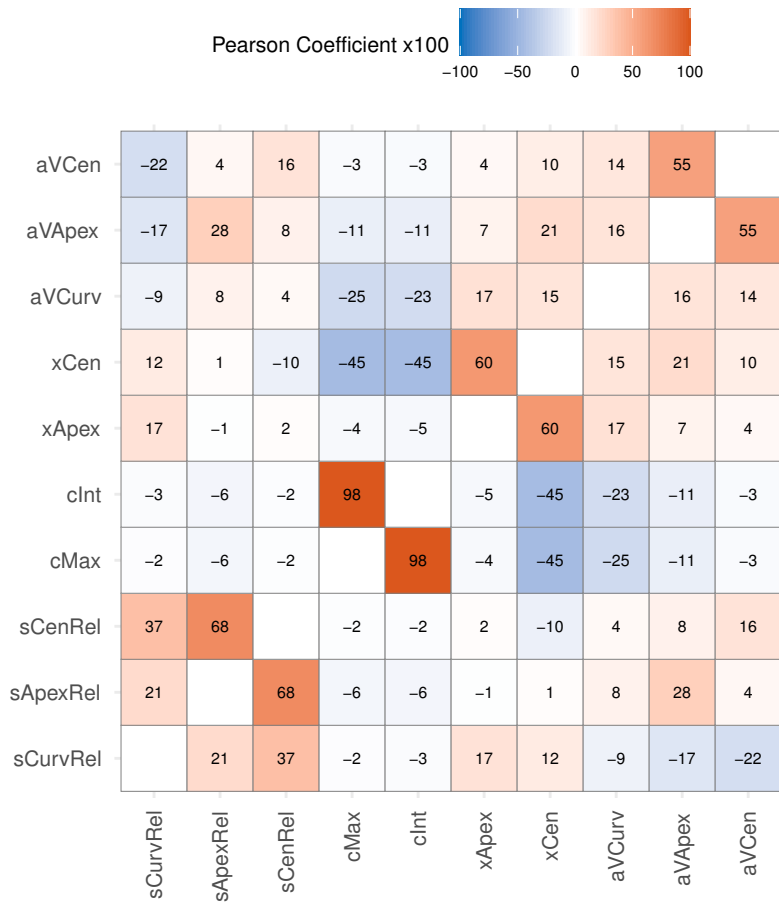 Pearson Coefficient x100
−100 −50 0 50 100
aVCen −22 4 16 −3 −3 4 10 14 55
aVApex −17 28 8 −11 −11 7 21 16 55
aVCurv −9 8 4 −25 −23 17 15 16 14
xCen 12 1 −10 −45 −45 60 15 21 10
xApex 17 −1 2 −4 −5 60 17 7 4
cInt −3 −6 −2 98 −5 −45 −23 −11 −3
cMax −2 −6 −2 98 −4 −45 −25 −11 −3
sCenRel 37 68 −2 −2 2 −10 4 8 16
sApexRel 21 68 −6 −6 −1 1 8 28 4
sCurvRel 21 37 −2 −3 17 12 −9 −17 −22
sCurvRel sApexRel sCenRel cMax cInt xApex xCen aVCurv aVApex aVCen